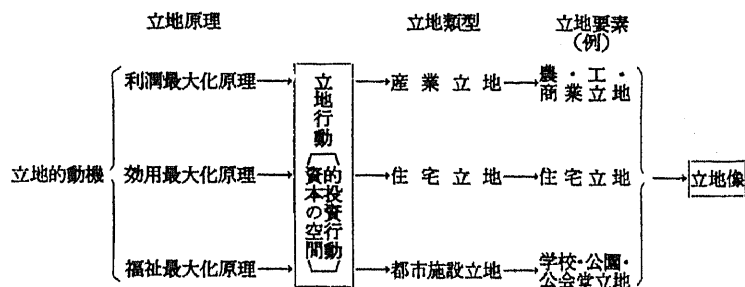 立地原理 立地類型 立地要素
(例)
利潤最大化原理 産業立地 農・工・
商業立地
立地的動機 効用最大化原理 立地行動 住宅立地 住宅立地 立地像
(資本の空間
的投資行動)
福祉最大化原理 都市施設立地 学校・公園・
公会堂立地